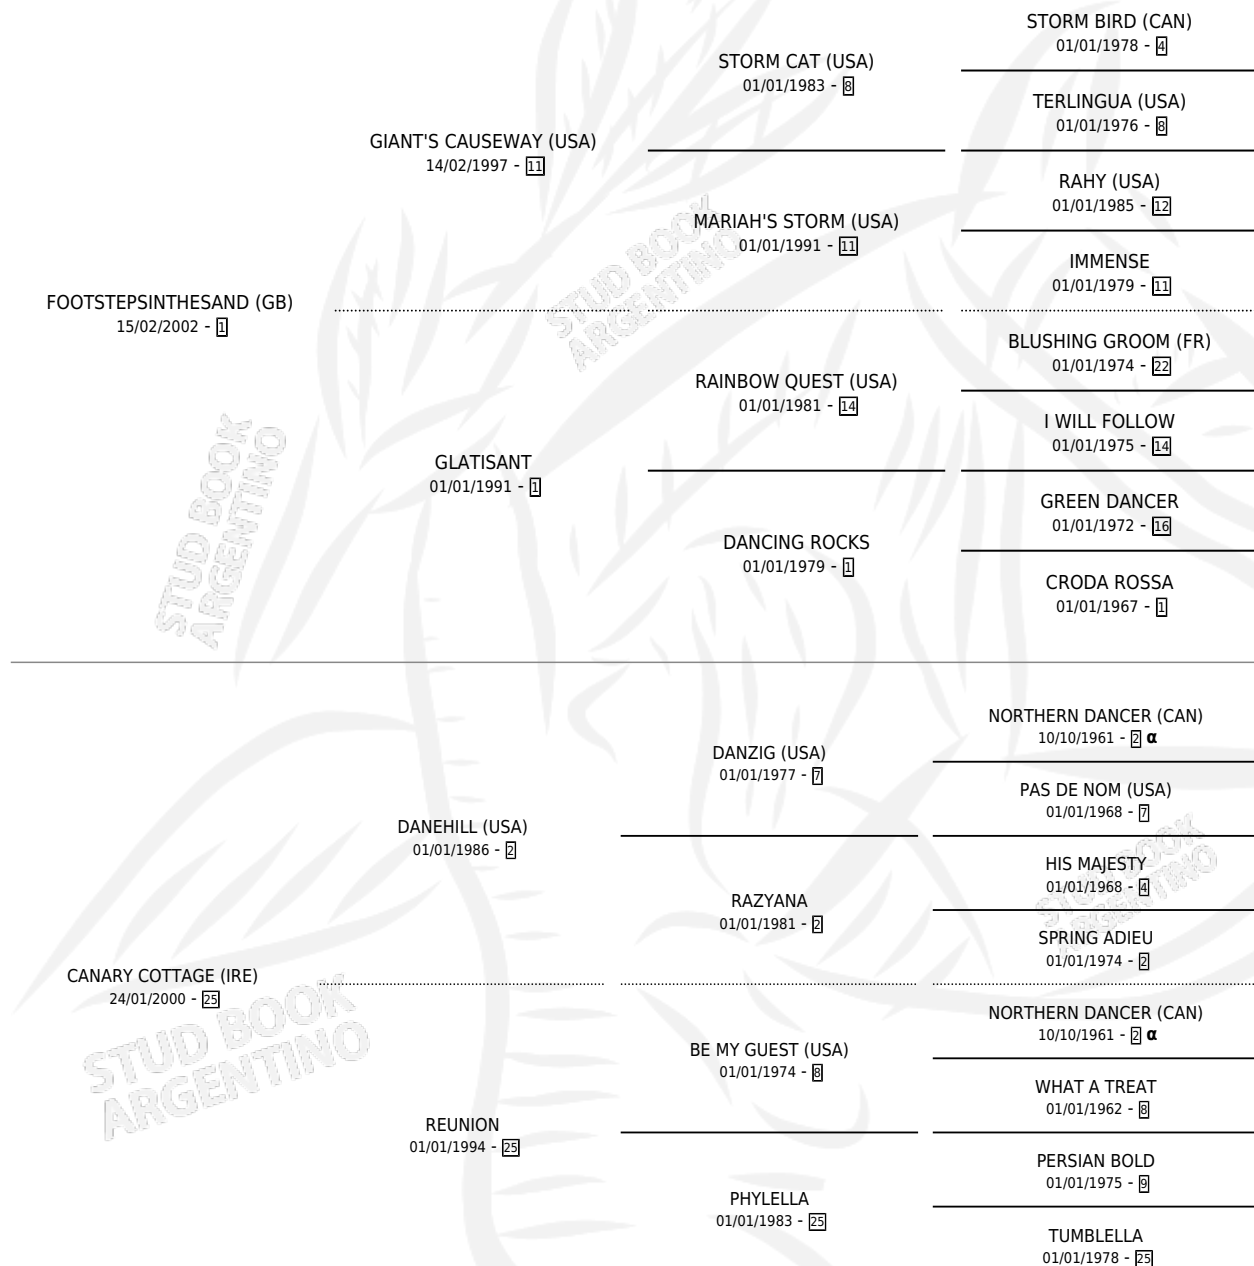 STORM BIRD (CAN)
01/01/1978 - 4
STORM CAT (USA)
01/01/1983 - 8
TERLINGUA (USA)
01/01/1976 - 8
GIANT'S CAUSEWAY (USA)
14/02/1997 - 11
RAHY (USA)
01/01/1985 - 12
MARIAH'S STORM (USA)
01/01/1991 - 11
IMMENSE
01/01/1979 - 11
FOOTSTEPSINTHESAND (GB)
15/02/2002 - 1
BLUSHING GROOM (FR)
01/01/1974 - 22
RAINBOW QUEST (USA)
01/01/1981 - 14
I WILL FOLLOW
01/01/1975 - 14
GLATISANT
01/01/1991 - 1
GREEN DANCER
01/01/1972 - 16
DANCING ROCKS
01/01/1979 - 1
CRODA ROSSA
01/01/1967 - 1
NORTHERN DANCER (CAN)
10/10/1961 - 2 α
DANZIG (USA)
01/01/1977 - 7
PAS DE NOM (USA)
01/01/1968 - 7
DANEHILL (USA)
01/01/1986 - 2
HIS MAJESTY
01/01/1968 - 4
RAZYANA
01/01/1981 - 2
SPRING ADIEU
01/01/1974 - 2
CANARY COTTAGE (IRE)
24/01/2000 - 25
NORTHERN DANCER (CAN)
10/10/1961 - 2 α
BE MY GUEST (USA)
01/01/1974 - 8
WHAT A TREAT
01/01/1962 - 8
REUNION
01/01/1994 - 25
PERSIAN BOLD
01/01/1975 - 9
PHYLELLA
01/01/1983 - 25
TUMBLELLA
01/01/1978 - 25
STUD BOOK
ARGENTINO
STUD BOOK
ARGENTINO
STUD BOOK
ARGENTINO
STUD BOOK
ARGENTINO